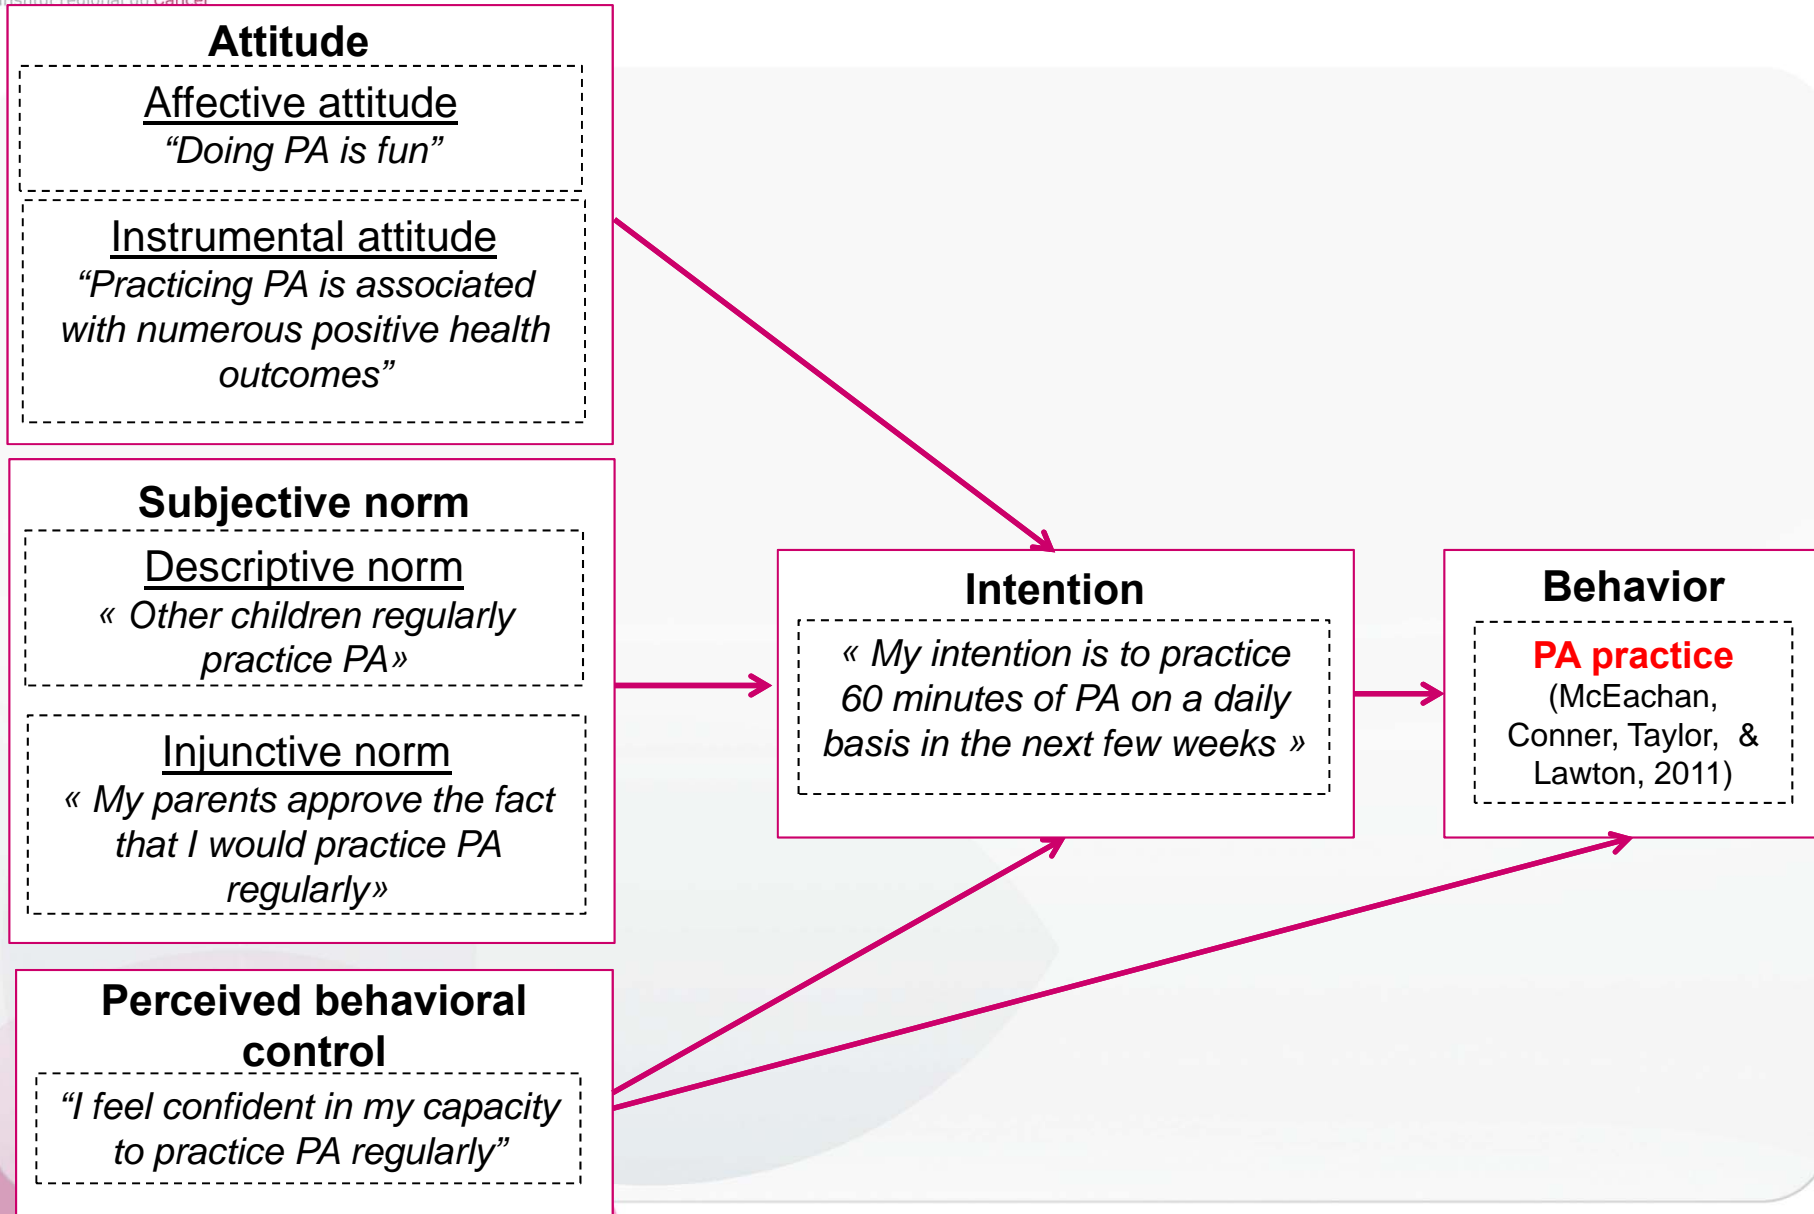 Attitude
Affective attitude
“Doing PA is fun”
Instrumental attitude
“Practicing PA is associated
with numerous positive health
outcomes”
Subjective norm
Descriptive norm
« Other children regularly
practice PA»
Injunctive norm
« My parents approve the fact
that I would practice PA
regularly»
Perceived behavioral
control
“I feel confident in my capacity
to practice PA regularly”
Intention
« My intention is to practice
60 minutes of PA on a daily
basis in the next few weeks »
Behavior
PA practice
(McEachan,
Conner, Taylor, &
Lawton, 2011)